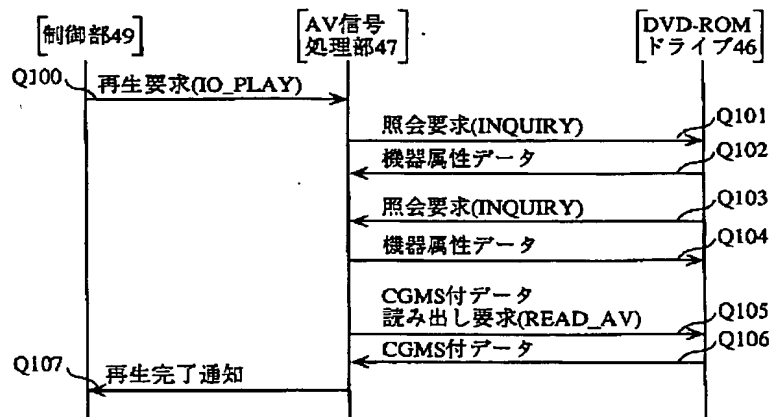 制御部49
AV信号
処理部47
DVD-ROM
ドライブ46
Q100
再生要求(IO_PLAY)
照会要求(INQUIRY)
Q101
機器属性データ
Q102
照会要求(INQUIRY)
Q103
機器属性データ
Q104
CGMS付データ
読み出し要求(READ_AV)
Q105
CGMS付データ
Q106
Q107
再生完了通知